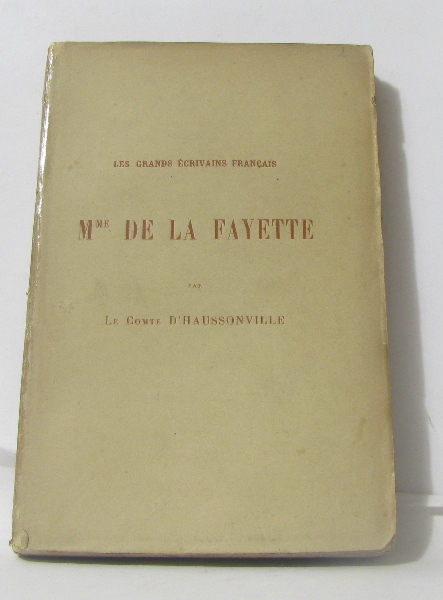 LES GRANDS ÉCRIVAINS FRANÇAIS
MME DE LA FAYETTE
PAR
LE COMTE D'HAUSSONVILLE